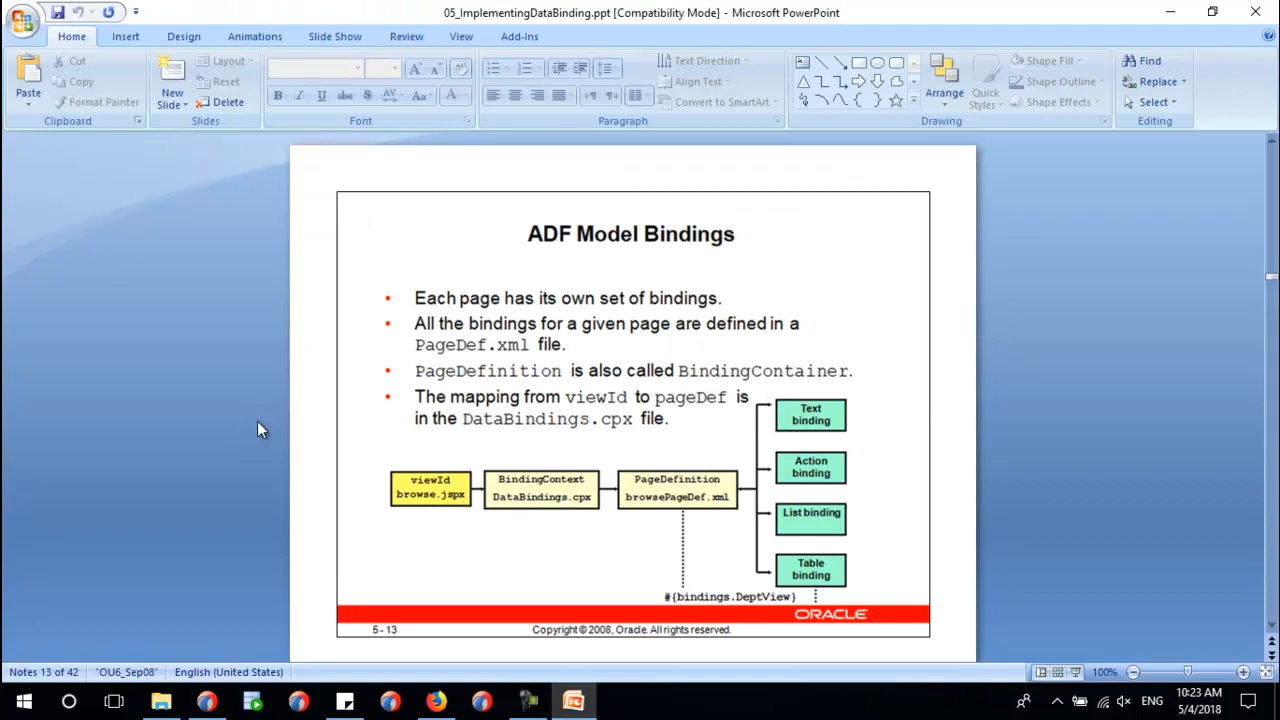 05_ImplementingDataBinding.ppt [Compatibility Mode] - Microsoft PowerPoint
Home Insert Design Animations Slide Show Review View Add-Ins
Paste
Cut
Copy
Format Painter
Clipboard
New
Slide
Layout
Reset
Delete
Slides
Font
Text Direction
Align Text
Convert to SmartArt
Paragraph
Arrange
Quick
Styles
Shape Fill
Shape Outline
Shape Effects
Drawing
Find
Replace
Select
Editing
ADF Model Bindings
• Each page has its own set of bindings.
• All the bindings for a given page are defined in a
PageDef.xml file.
• PageDefinition is also called BindingContainer.
• The mapping from viewId to pageDef is
in the DataBindings.cpx file.
viewId
browse.jspx
BindingContext
DataBindings.cpx
PageDefinition
browsePageDef.xml
Text
binding
Action
binding
List binding
Table
binding
#{bindings.DeptView}
ORACLE
5 - 13
Copyright © 2008, Oracle. All rights reserved.
Notes 13 of 42 "OU6_Sep08" English (United States) 100%
ENG
10:23 AM
5/4/2018